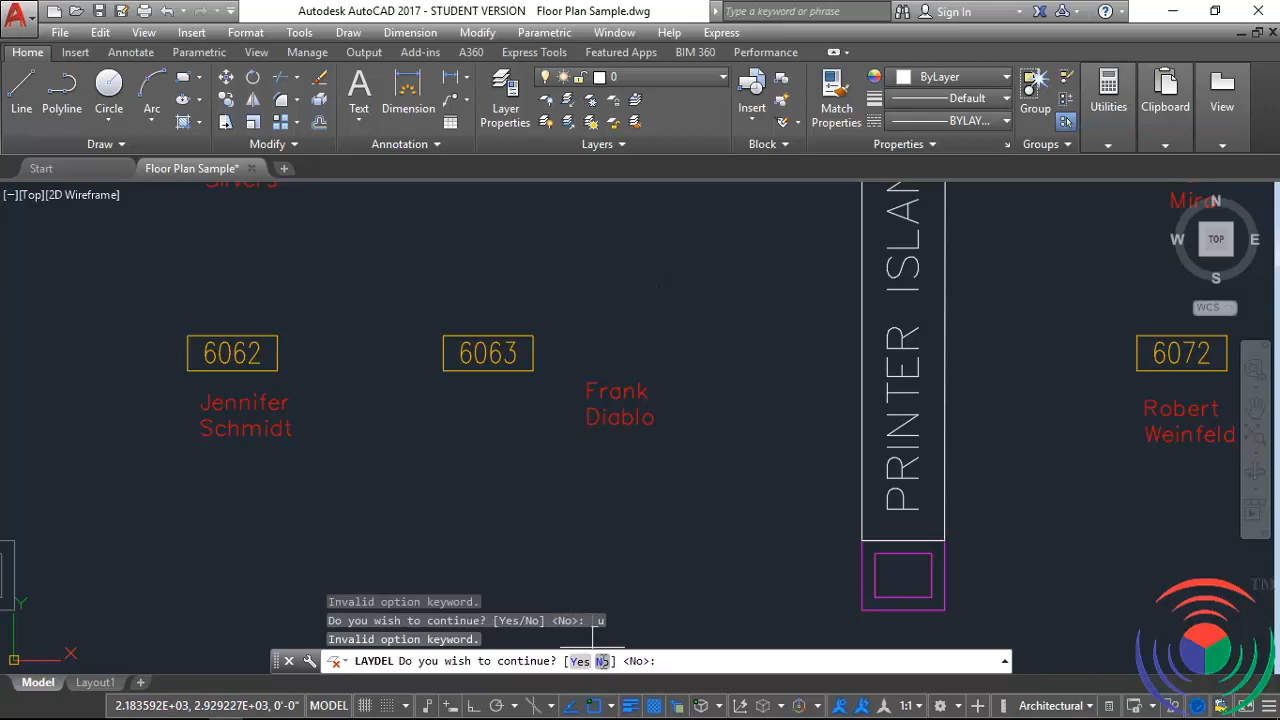 Autodesk AutoCAD 2017 - STUDENT VERSION Floor Plan Sample.dwg
Type a keyword or phrase
Sign In
File Edit View Insert Format Tools Draw Dimension Modify Parametric Window Help Express
Home Insert Annotate Parametric View Manage Output Add-ins A360 Express Tools Featured Apps BIM 360 Performance
Line
Polyline
Circle
Arc
Text
Dimension
Layer
Properties
0
Insert
Match
Properties
ByLayer
Default
BYLAY...
Group
Utilities
Clipboard
View
Draw
Modify
Annotation
Layers
Block
Properties
Groups
Start
Floor Plan Sample*
[−][Top][2D Wireframe]
Silvers
PRINTER ISLAN
N
W
TOP
E
S
WCS
6062
6063
6072
Jennifer
Schmidt
Frank
Diablo
Robert
Weinfeld
Invalid option keyword.
Do you wish to continue? [Yes/No] <No>: u
Invalid option keyword.
LAYDEL Do you wish to continue? [Yes No] <No>:
Y
X
TM
Model Layout1
2.183592E+03, 2.929227E+03, 0'-0" MODEL
1:1
Architectural